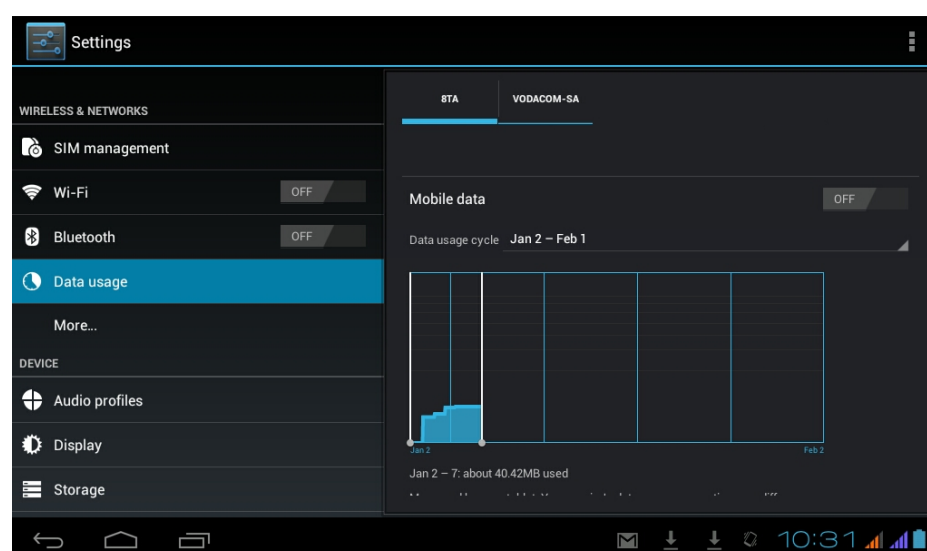 Settings
WIRELESS & NETWORKS
SIM management
Wi-Fi OFF
Bluetooth OFF
Data usage
More...
DEVICE
Audio profiles
Display
Storage
8TA VODACOM-SA
Mobile data OFF
Data usage cycle Jan 2 – Feb 1
Jan 2 Feb 2
Jan 2 – 7: about 40.42MB used
10:31